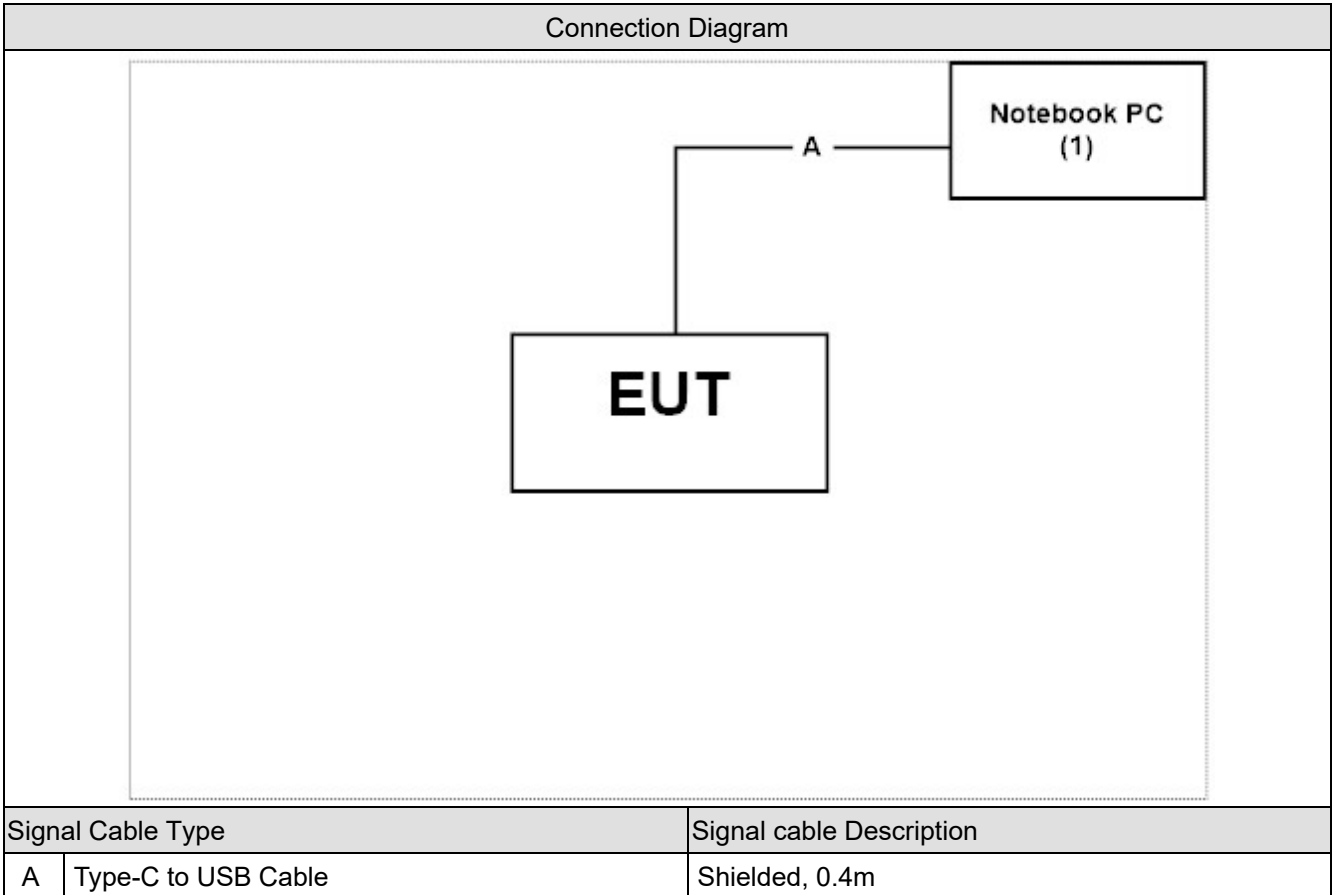 Connection Diagram
Notebook PC
(1)
A
EUT
Signal Cable Type Signal cable Description
A Type-C to USB Cable Shielded, 0.4m